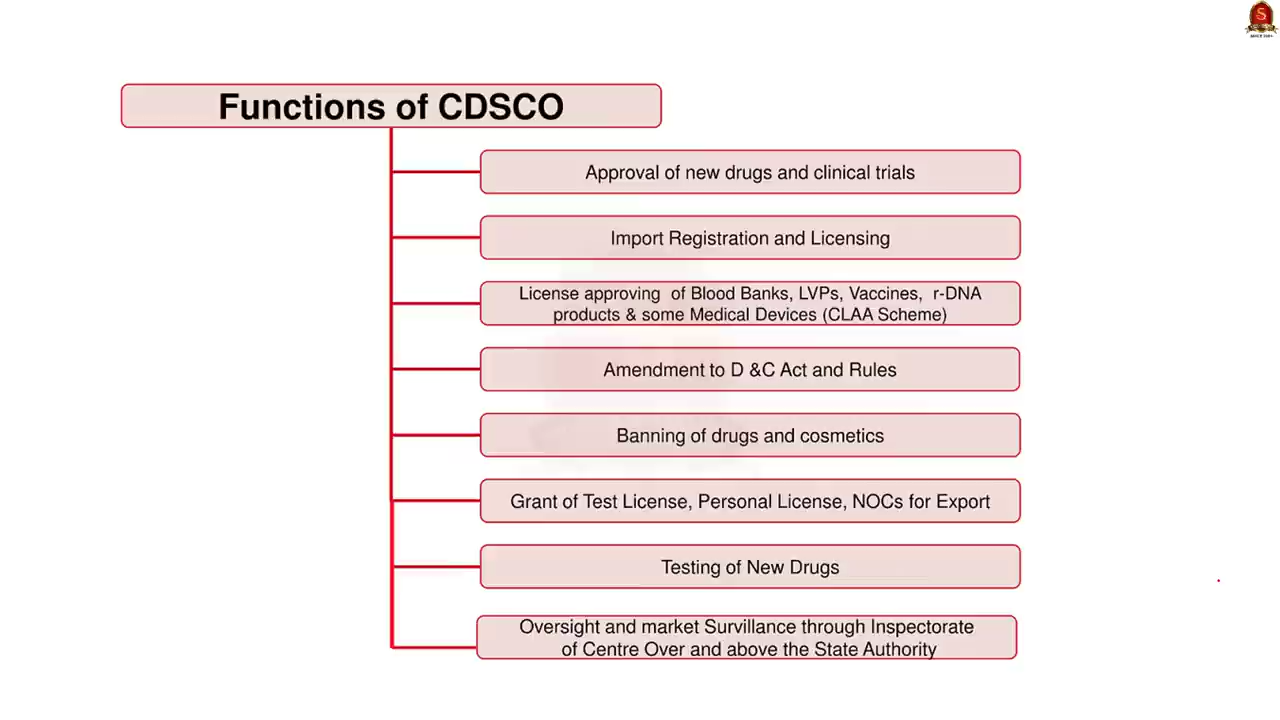 Functions of CDSCO
Approval of new drugs and clinical trials
Import Registration and Licensing
License approving of Blood Banks, LVPs, Vaccines, r-DNA
products & some Medical Devices (CLAA Scheme)
Amendment to D &C Act and Rules
Banning of drugs and cosmetics
Grant of Test License, Personal License, NOCs for Export
Testing of New Drugs
Oversight and market Survillance through Inspectorate
of Centre Over and above the State Authority